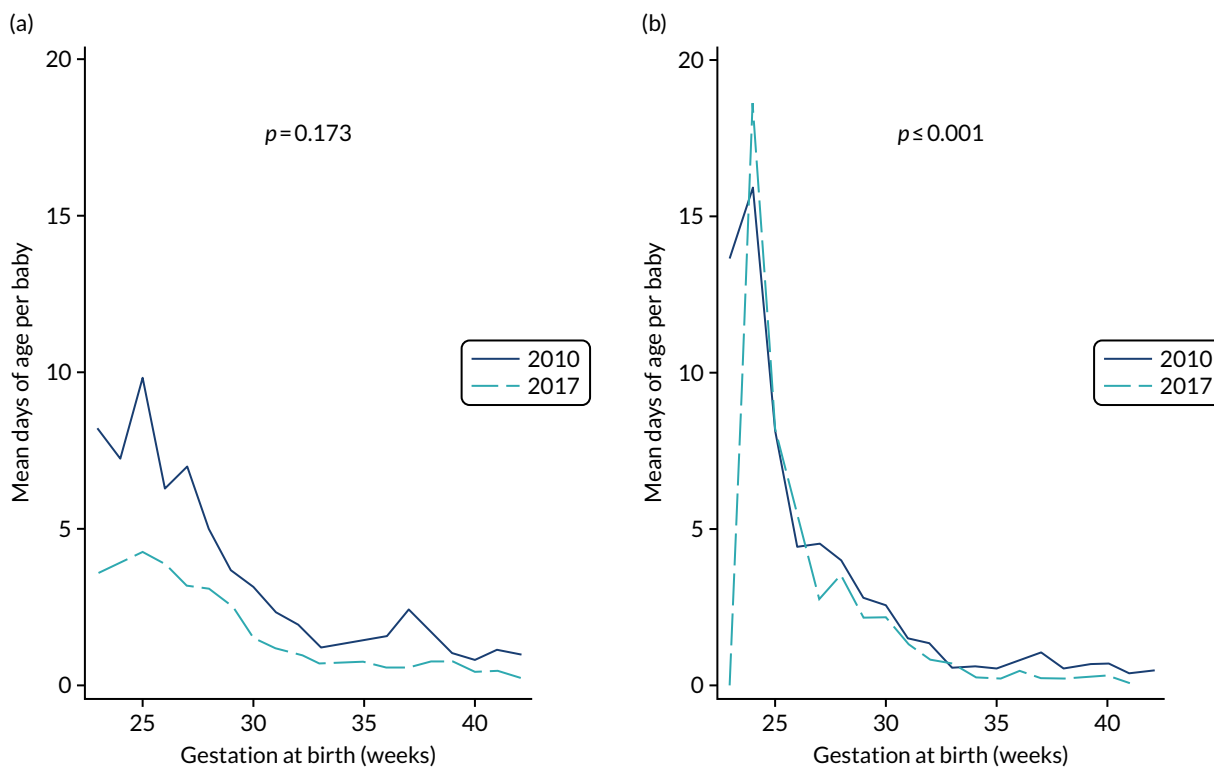 (a)
20
15
10
5
0
Mean days of age per baby
p=0.173
2010
2017
25 30 35 40
Gestation at birth (weeks)
(b)
20
15
10
5
0
Mean days of age per baby
p≤0.001
2010
2017
25 30 35 40
Gestation at birth (weeks)